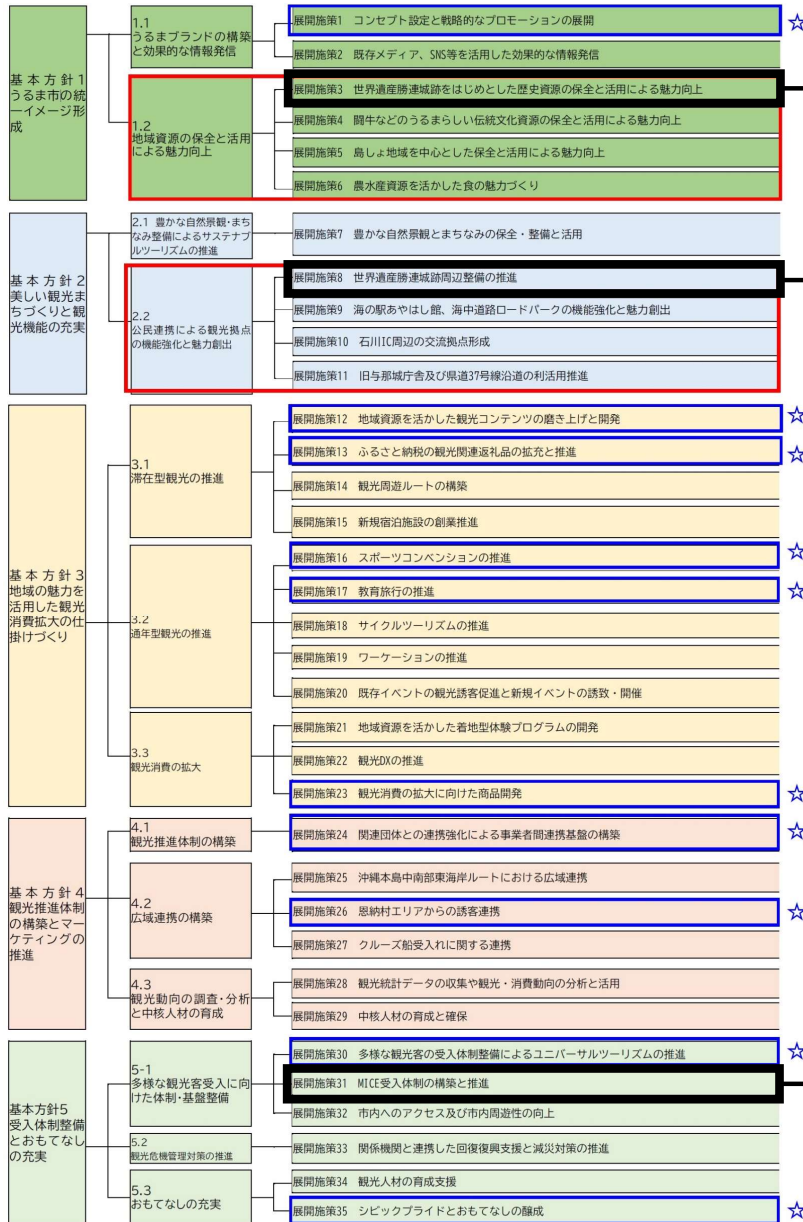 基本方針1
うるま市の統
一イメージ形
成
1.1
うるまブランドの構築
と効果的な情報発信
展開施策1 コンセプト設定と戦略的なプロモーションの展開
☆
展開施策2 既存メディア、SNS等を活用した効果的な情報発信
1.2
地域資源の保全と活用
による魅力向上
展開施策3 世界遺産勝連城跡をはじめとした歴史資源の保全と活用による魅力向上
展開施策4 闘牛などのうるまらしい伝統文化資源の保全と活用による魅力向上
展開施策5 島しょ地域を中心とした保全と活用による魅力向上
展開施策6 農水産資源を活かした食の魅力づくり
基本方針2
美しい観光ま
ちづくりと観
光機能の充実
2.1 豊かな自然景観・まち
なみ整備によるサステナブ
ルツーリズムの推進
展開施策7 豊かな自然景観とまちなみの保全・整備と活用
2.2
公民連携による観光拠点
の機能強化と魅力創出
展開施策8 世界遺産勝連城跡周辺整備の推進
展開施策9 海の駅あやはし館、海中道路ロードパークの機能強化と魅力創出
展開施策10 石川IC周辺の交流拠点形成
展開施策11 旧与那城庁舎及び県道37号線沿道の利活用推進
基本方針3
地域の魅力を
活用した観光
消費拡大の仕
掛けづくり
3.1
滞在型観光の推進
展開施策12 地域資源を活かした観光コンテンツの磨き上げと開発
☆
展開施策13 ふるさと納税の観光関連返礼品の拡充と推進
☆
展開施策14 観光周遊ルートの構築
展開施策15 新規宿泊施設の創業推進
3.2
通年型観光の推進
展開施策16 スポーツコンベンションの推進
☆
展開施策17 教育旅行の推進
☆
展開施策18 サイクルツーリズムの推進
展開施策19 ワーケーションの推進
展開施策20 既存イベントの観光誘客促進と新規イベントの誘致・開催
3.3
観光消費の拡大
展開施策21 地域資源を活かした着地型体験プログラムの開発
展開施策22 観光DXの推進
展開施策23 観光消費の拡大に向けた商品開発
☆
基本方針4
観光推進体制
の構築とマー
ケティングの
推進
4.1
観光推進体制の構築
展開施策24 関連団体との連携強化による事業者間連携基盤の構築
☆
4.2
広域連携の構築
展開施策25 沖縄本島中南部東海岸ルートにおける広域連携
展開施策26 恩納村エリアからの誘客連携
☆
展開施策27 クルーズ船受入れに関する連携
4.3
観光動向の調査・分析
と中核人材の育成
展開施策28 観光統計データの収集や観光・消費動向の分析と活用
展開施策29 中核人材の育成と確保
基本方針5
受入体制整備
とおもてなし
の充実
5-1
多様な観光客受入に向
けた体制・基盤整備
展開施策30 多様な観光客の受入体制整備によるユニバーサルツーリズムの推進
☆
展開施策31 MICE受入体制の構築と推進
展開施策32 市内へのアクセス及び市内周遊性の向上
5.2
観光危機管理対策の推進
展開施策33 関係機関と連携した回復復興支援と減災対策の推進
5.3
おもてなしの充実
展開施策34 観光人材の育成支援
展開施策35 シビックプライドとおもてなしの醸成
☆